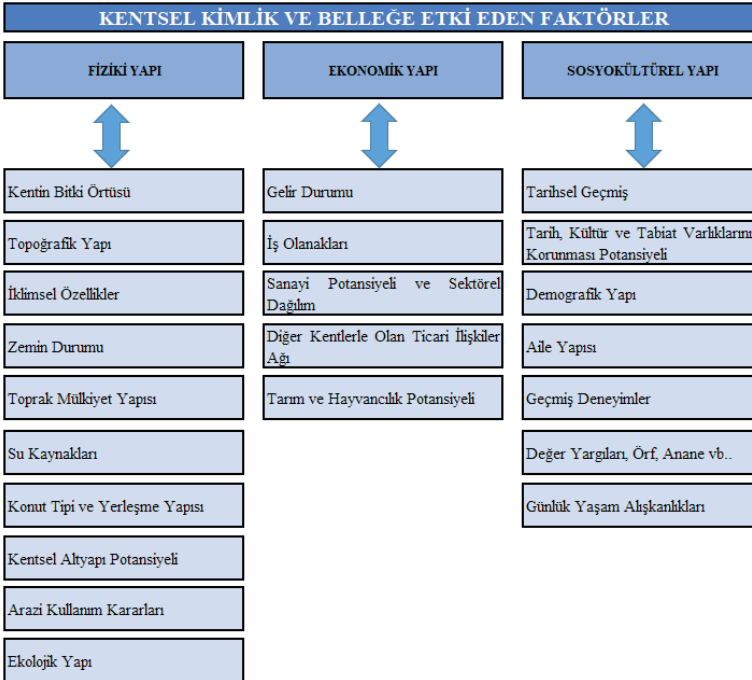 KENTSEL KİMLİK VE BELLEĞE ETKİ EDEN FAKTÖRLER
FİZİKİ YAPI
Kentin Bitki Örtüsü
Topoğrafik Yapı
İklimsel Özellikler
Zemin Durumu
Toprak Mülkiyet Yapısı
Su Kaynakları
Konut Tipi ve Yerleşme Yapısı
Kentsel Altyapı Potansiyeli
Arazi Kullanım Kararları
Ekolojik Yapı
EKONOMİK YAPI
Gelir Durumu
İş Olanakları
Sanayi Potansiyeli ve Sektörel
Dağılım
Diğer Kentlerle Olan Ticari İlişkiler
Ağı
Tarım ve Hayvancılık Potansiyeli
SOSYOKÜLTÜREL YAPI
Tarihsel Geçmiş
Tarih, Kültür ve Tabiat Varlıklarını
Korunması Potansiyeli
Demografik Yapı
Aile Yapısı
Geçmiş Deneyimler
Değer Yargıları, Örf, Anane vb..
Günlük Yaşam Alışkanlıkları